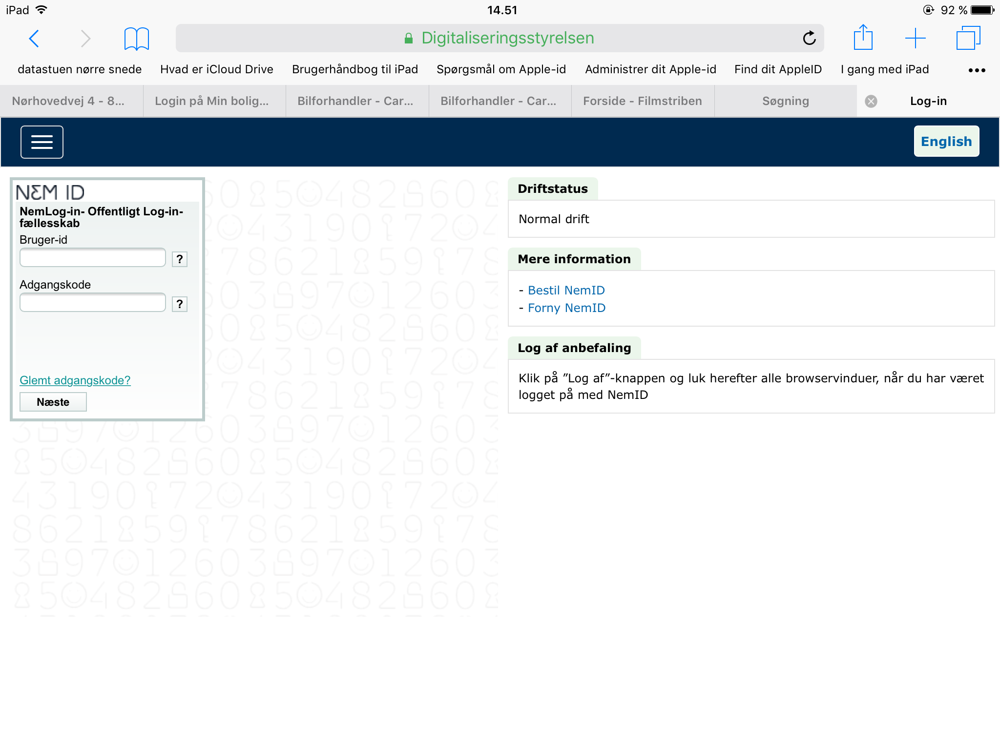 iPad
14.51
92 %
Digitaliseringsstyrelsen
datastuen nørre snede
Hvad er iCloud Drive
Brugerhåndbog til iPad
Spørgsmål om Apple-id
Administrer dit Apple-id
Find dit AppleID
I gang med iPad
•••
Nørhovedvej 4 - 8...
Login på Min bolig...
Bilforhandler - Car...
Bilforhandler - Car...
Forside - Filmstriben
Søgning
Log-in
English
NEM ID
NemLog-in- Offentligt Log-in-
fællesskab
Bruger-id
?
Adgangskode
?
Glemt adgangskode?
Næste
Driftstatus
Normal drift
Mere information
- Bestil NemID
- Forny NemID
Log af anbefaling
Klik på ”Log af”-knappen og luk herefter alle browservinduer, når du har været
logget på med NemID